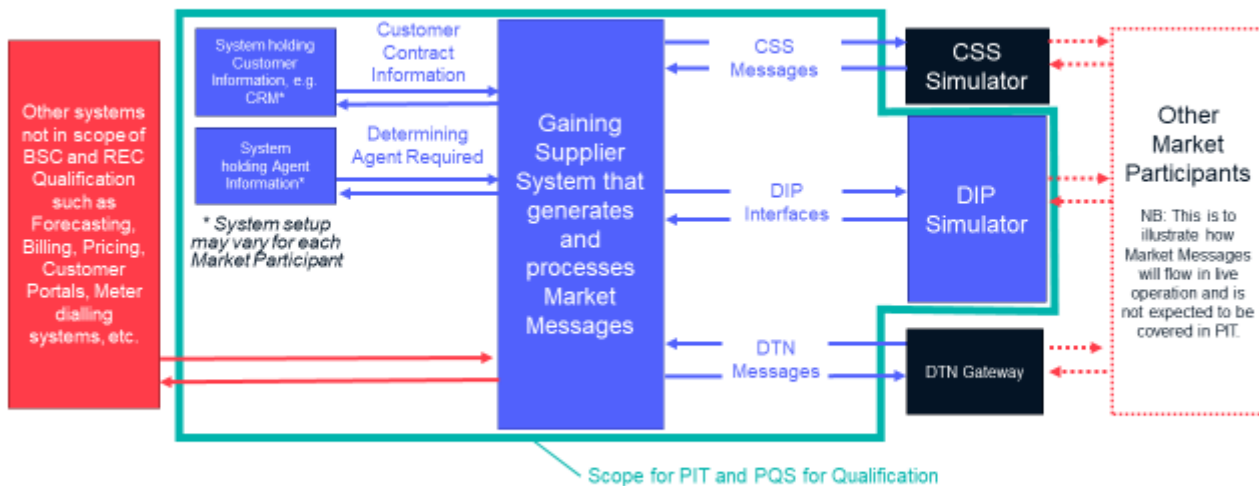 Other systems
not in scope of
BSC and REC
Qualification
such as
Forecasting,
Billing, Pricing,
Customer
Portals, Meter
dialling
systems, etc.
System holding
Customer
Information, e.g.
CRM*
System
holding Agent
Information*
* System setup
may vary for each
Market Participant
Customer
Contract
Information
Determining
Agent Required
Gaining
Supplier
System that
generates
and
processes
Market
Messages
CSS
Messages
DIP
Interfaces
DTN
Messages
CSS
Simulator
DIP
Simulator
DTN Gateway
Other
Market
Participants
NB: This is to
illustrate how
Market Messages
will flow in live
operation and is
not expected to be
covered in PIT.
Scope for PIT and PQS for Qualification